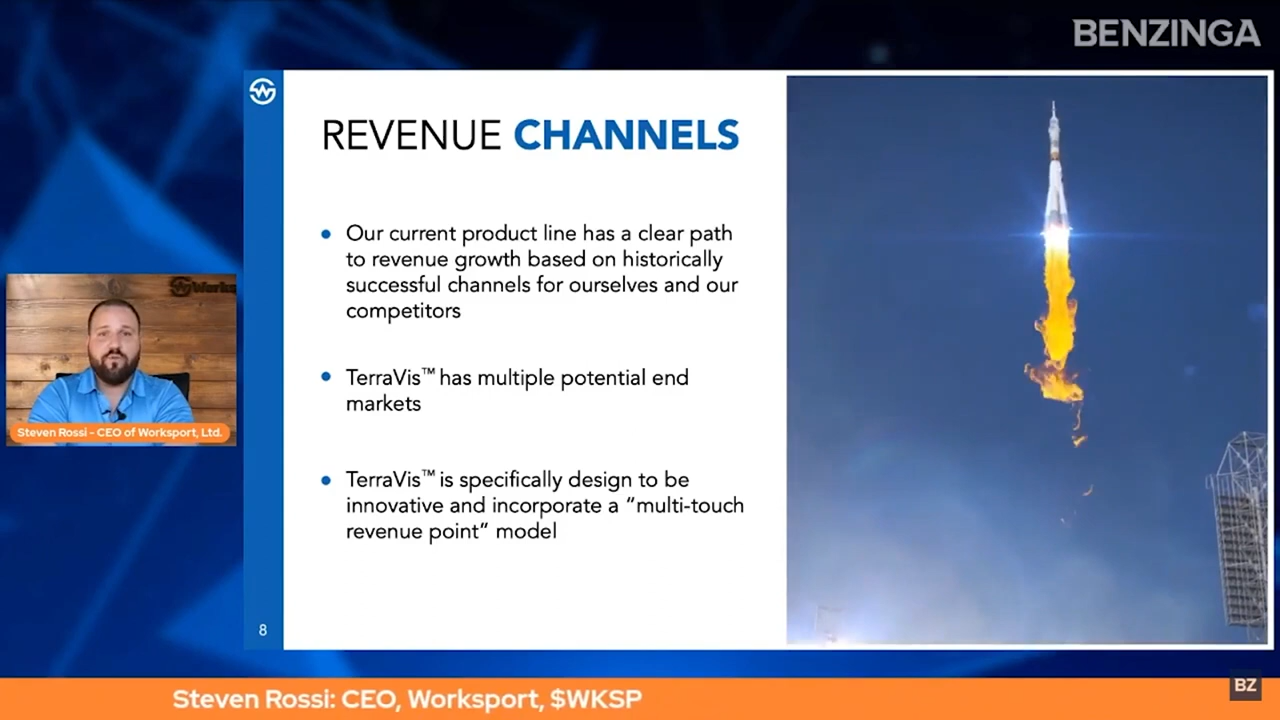 BENZINGA
REVENUE CHANNELS
Our current product line has a clear path
to revenue growth based on historically
successful channels for ourselves and our
competitors
TerraVis™ has multiple potential end
markets
TerraVis™ is specifically design to be
innovative and incorporate a “multi-touch
revenue point” model
8
Steven Rossi - CEO of Worksport, Ltd.
Steven Rossi: CEO, Worksport, $WKSP
BZ